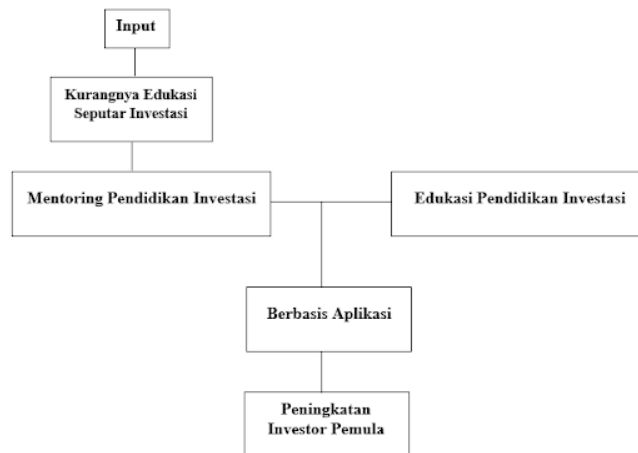 Input
Kurangnya Edukasi
Seputar Investasi
Mentoring Pendidikan Investasi
Edukasi Pendidikan Investasi
Berbasis Aplikasi
Peningkatan
Investor Pemula